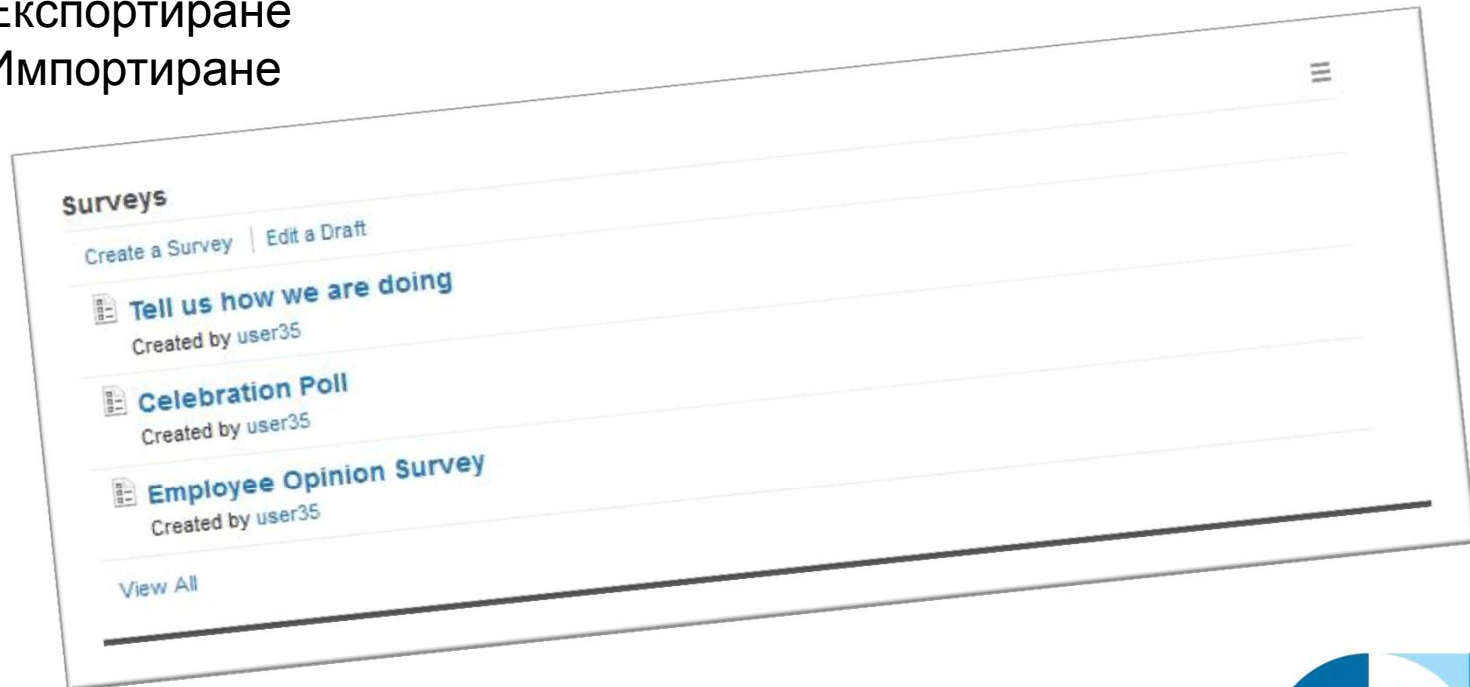 Експортиране
Импортиране
Surveys
Create a Survey | Edit a Draft
Tell us how we are doing
Created by user35
Celebration Poll
Created by user35
Employee Opinion Survey
Created by user35
View All